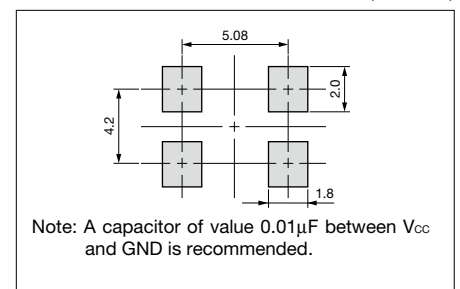 5.08
2.0
4.2
1.8
Note: A capacitor of value 0.01μF between Vcc
and GND is recommended.